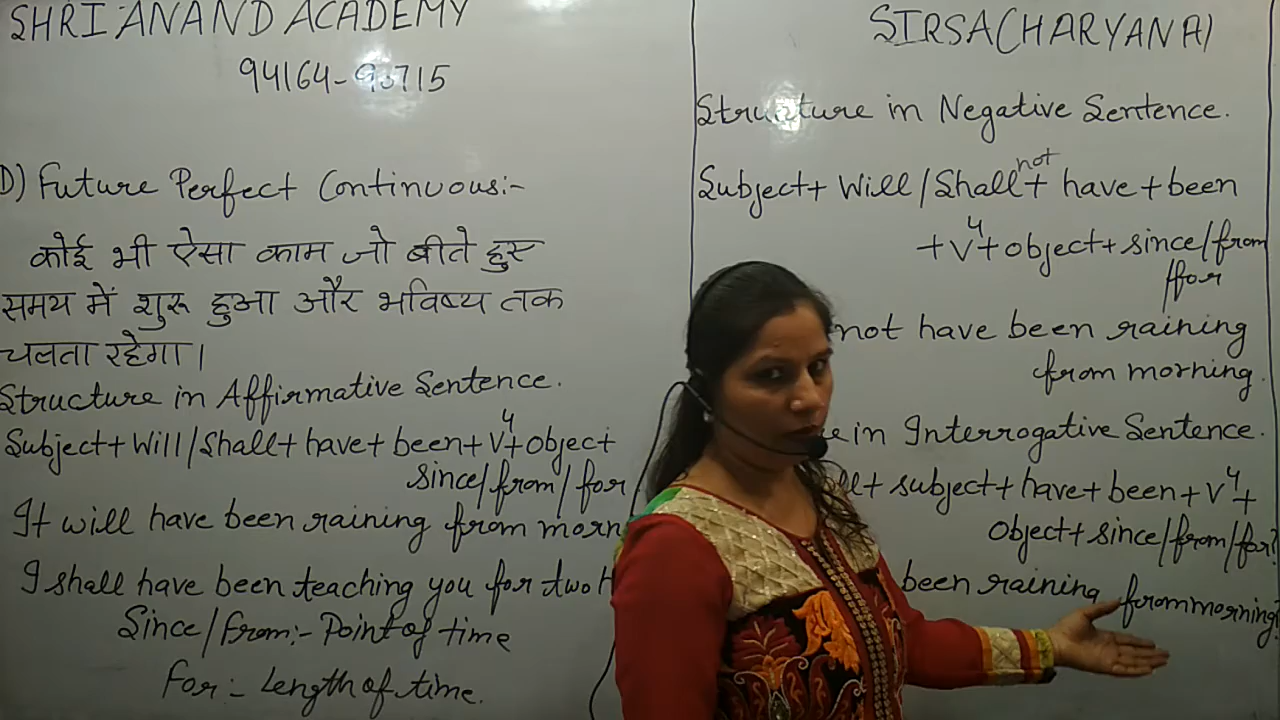 SHRI ANAND ACADEMY
94164-90715
D) Future Perfect Continuous:-
कोई भी ऐसा काम जो बीते हुए
समय में शुरू हुआ और भविष्य तक
चलता रहेगा।
Structure in Affirmative Sentence.
Subject+ Will/Shall+ have+ been+ V4+ object+
since/from/for
It will have been raining from morn
I shall have been teaching you for two H
Since/From:- Point of time
For:- Length of time.
SIRSA(HARYANA)
Structure in Negative Sentence.
Subject+ Will/Shall+ not have+been
+V4+object+since/from
/for
not have been raining
from morning.
in Interrogative Sentence.
+ subject+ have+ been+V4+
object+since/from/for?
been raining from morning?